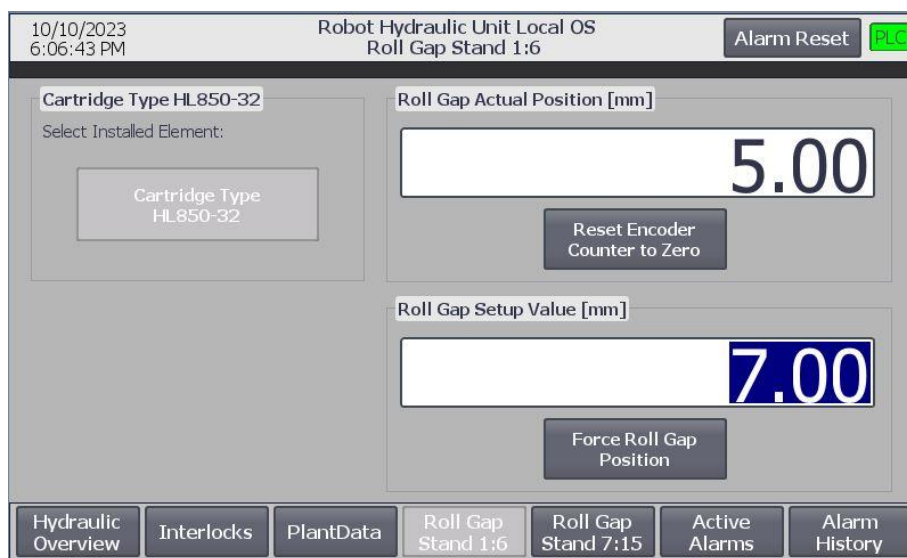 10/10/2023
6:06:43 PM
Robot Hydraulic Unit Local OS
Roll Gap Stand 1:6
Alarm Reset
PLC
Cartridge Type HL850-32
Select Installed Element:
Cartridge Type
HL850-32
Roll Gap Actual Position [mm]
5.00
Reset Encoder
Counter to Zero
Roll Gap Setup Value [mm]
7.00
Force Roll Gap
Position
Hydraulic
Overview
Interlocks
PlantData
Roll Gap
Stand 1:6
Roll Gap
Stand 7:15
Active
Alarms
Alarm
History